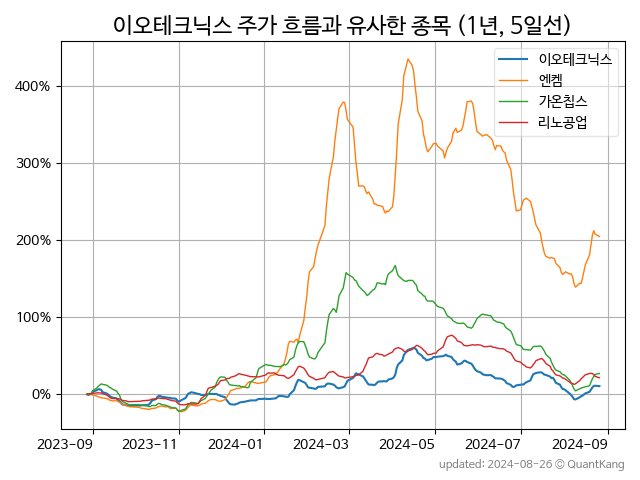 이오테크닉스 주가 흐름과 유사한 종목 (1년, 5일선)
이오테크닉스
엔켐
가온칩스
리노공업
400%
300%
200%
100%
0%
2023-09 2023-11 2024-01 2024-03 2024-05 2024-07 2024-09
updated: 2024-08-26 © QuantKang